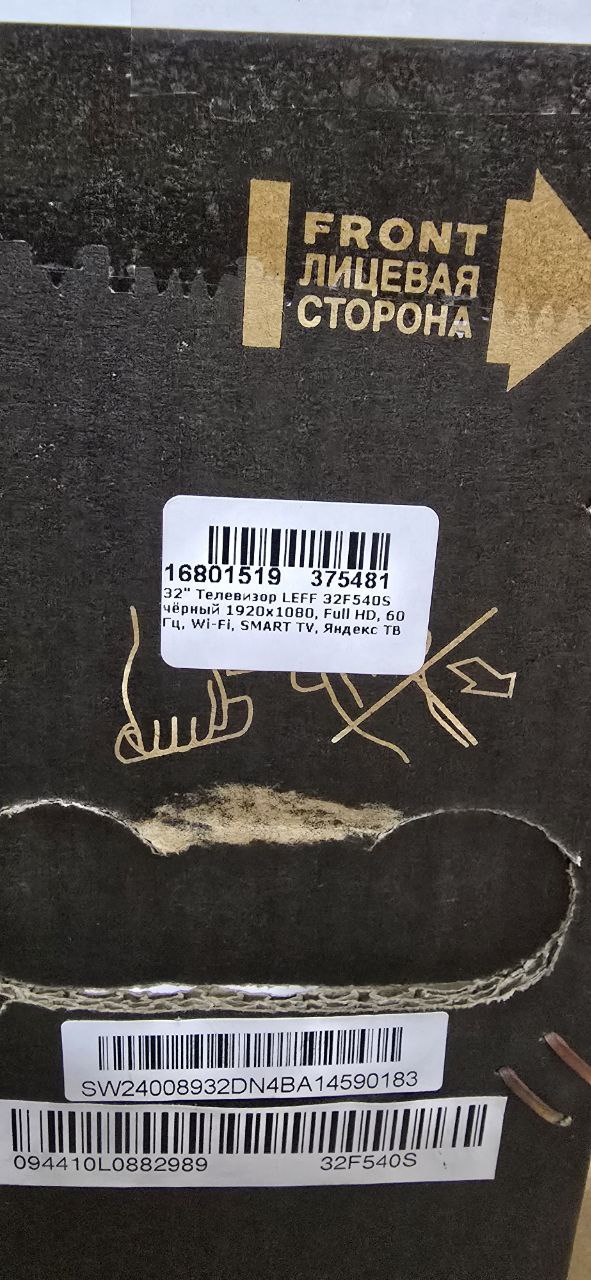 FRONT
ЛИЦЕВАЯ
СТОРОНА
16801519 375481
32" Телевизор LEFF 32F540S
чёрный 1920x1080, Full HD, 60
Гц, Wi-Fi, SMART TV, Яндекс ТВ
SW24008932DN4BA14590183
094410L0882989 32F540S